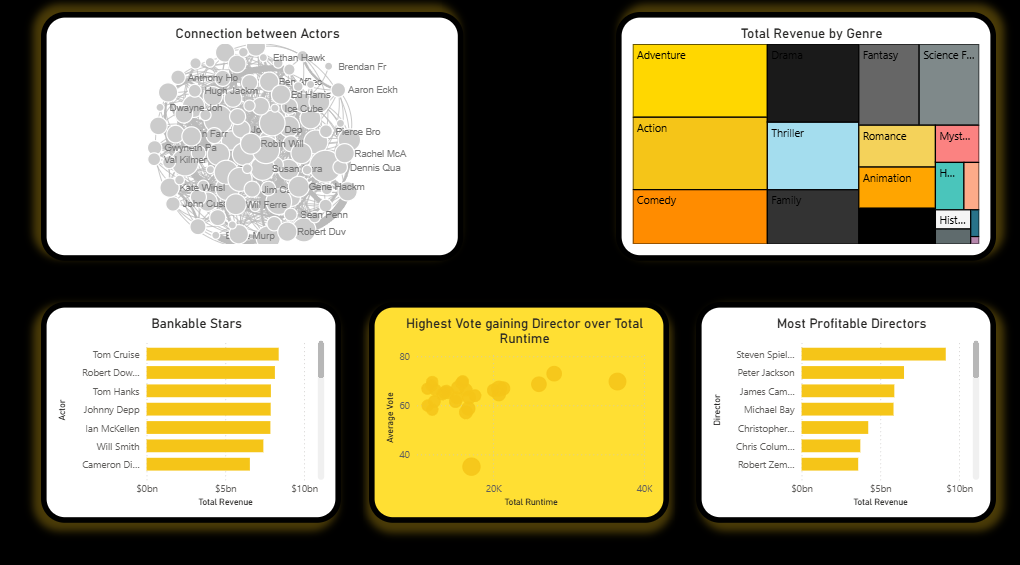 Connection between Actors
Ethan Hawk
Brendan Fr
Anthony Ho
Hugh Jackm
Ed Harris
Aaron Eckh
Dwayne Joh
Ice Cube
n Farr
Jo
Dep
Pierce Bro
Gwyneth Pa
Robin Will
Rachel McA
Val Kilmer
Susan
ra
Dennis Qua
Kate Winsl
Jim C
Gene Hackm
John Cus
Will Ferre
Sean Penn
Murp
Robert Duv
Total Revenue by Genre
Adventure
Drama
Fantasy
Science F...
Action
Thriller
Romance
Myst...
Animation
H...
Comedy
Family
Hist...
Bankable Stars
Actor
Tom Cruise
Robert Dow...
Tom Hanks
Johnny Depp
Ian McKellen
Will Smith
Cameron Di...
$0bn $5bn $10bn
Total Revenue
Highest Vote gaining Director over Total
Runtime
Average Vote
80
60
40
20K 40K
Total Runtime
Most Profitable Directors
Director
Steven Spiel...
Peter Jackson
James Cam...
Michael Bay
Christopher...
Chris Colum...
Robert Zem...
$0bn $5bn $10bn
Total Revenue